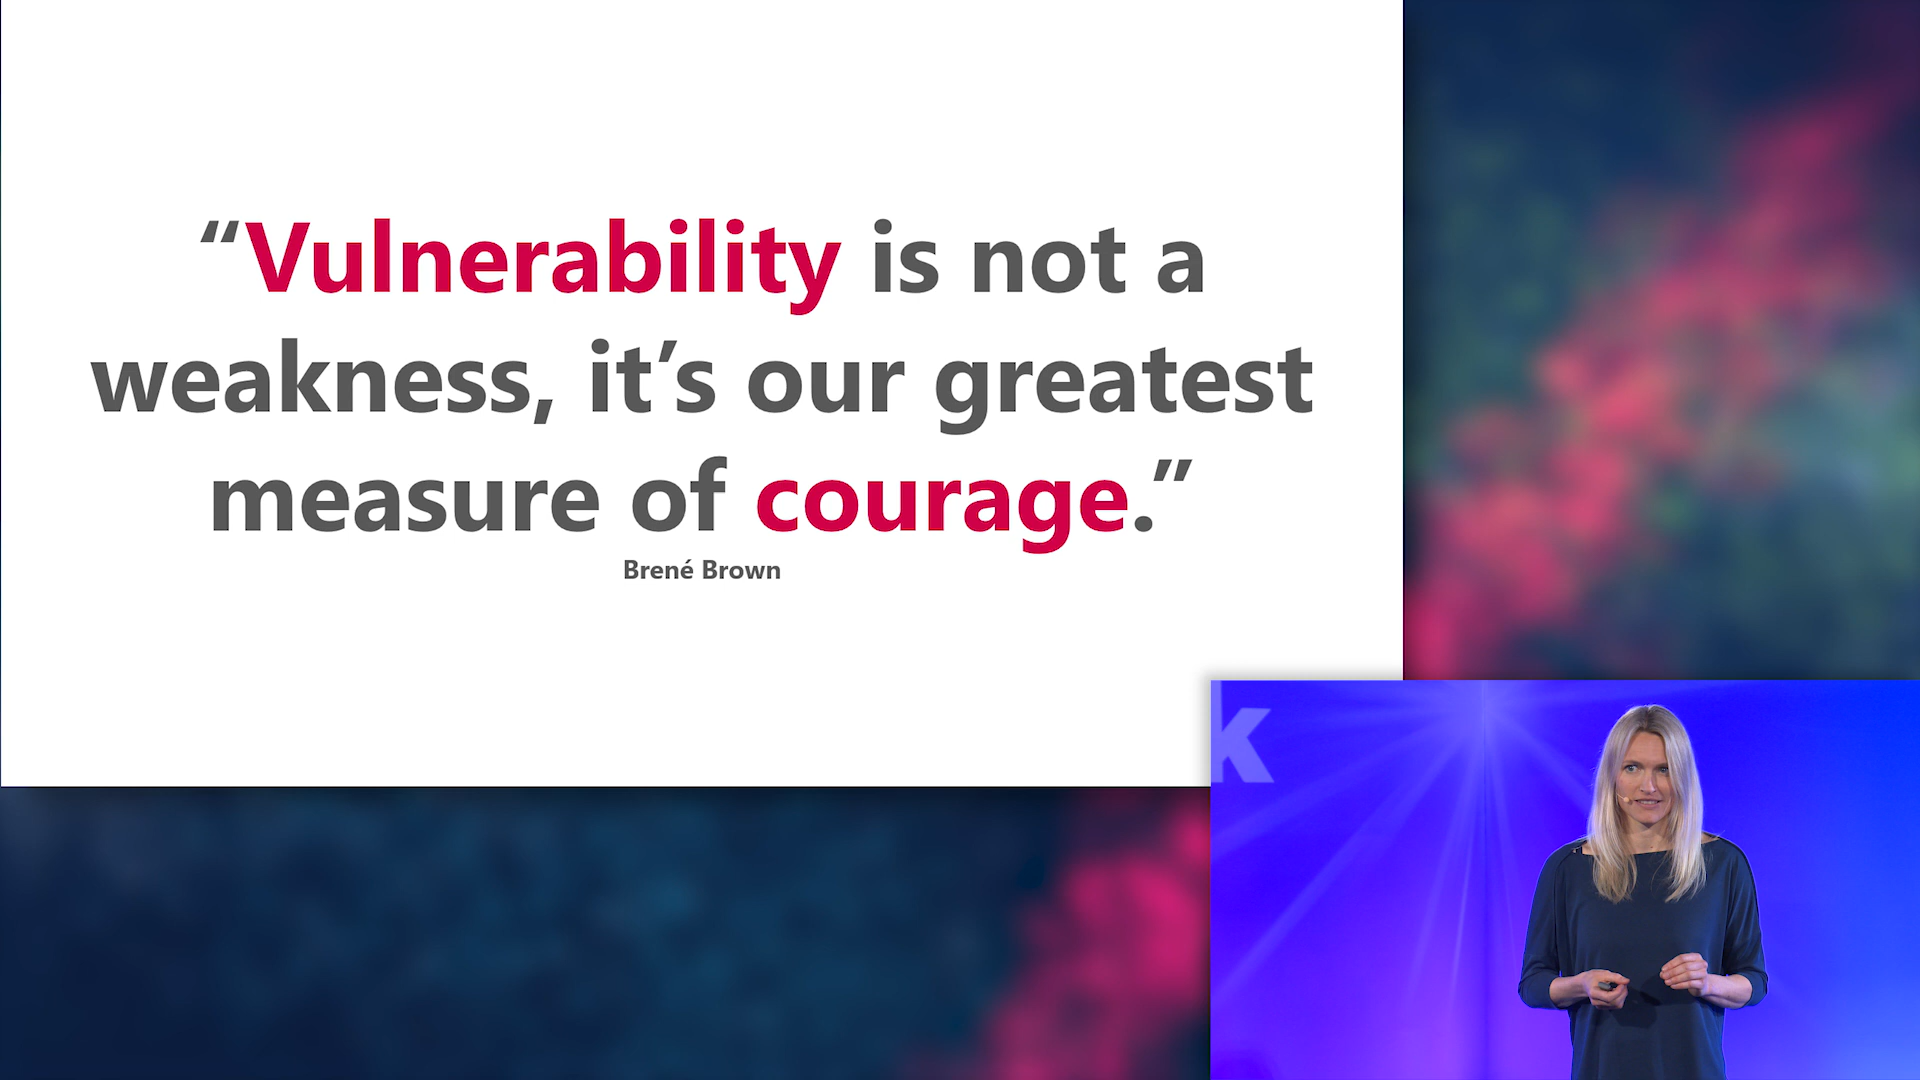 “Vulnerability is not a
weakness, it’s our greatest
measure of courage.”
Brené Brown
k